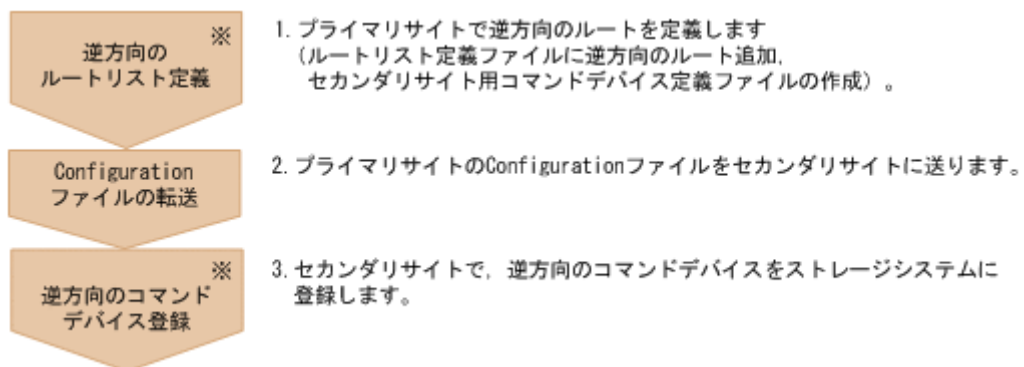 逆方向の ※
ルートリスト定義
1. プライマリサイトで逆方向のルートを定義します
（ルートリスト定義ファイルに逆方向のルート追加，
セカンダリサイト用コマンドデバイス定義ファイルの作成）。
Configuration
ファイルの転送
2. プライマリサイトのConfigurationファイルをセカンダリサイトに送ります。
※
逆方向のコマンド
デバイス登録
3. セカンダリサイトで，逆方向のコマンドデバイスをストレージシステムに
登録します。